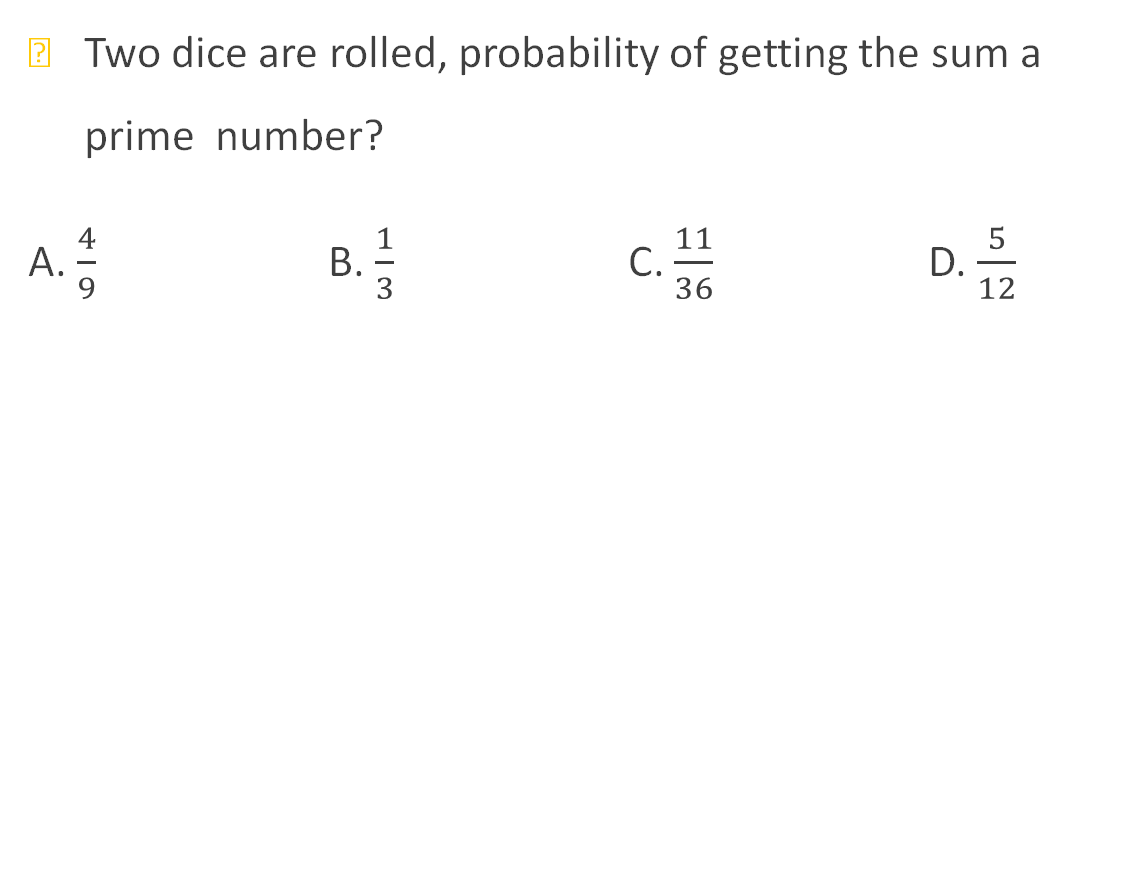 Two dice are rolled, probability of getting the sum a
prime number?
A. 4/9 B. 1/3 C. 11/36 D. 5/12